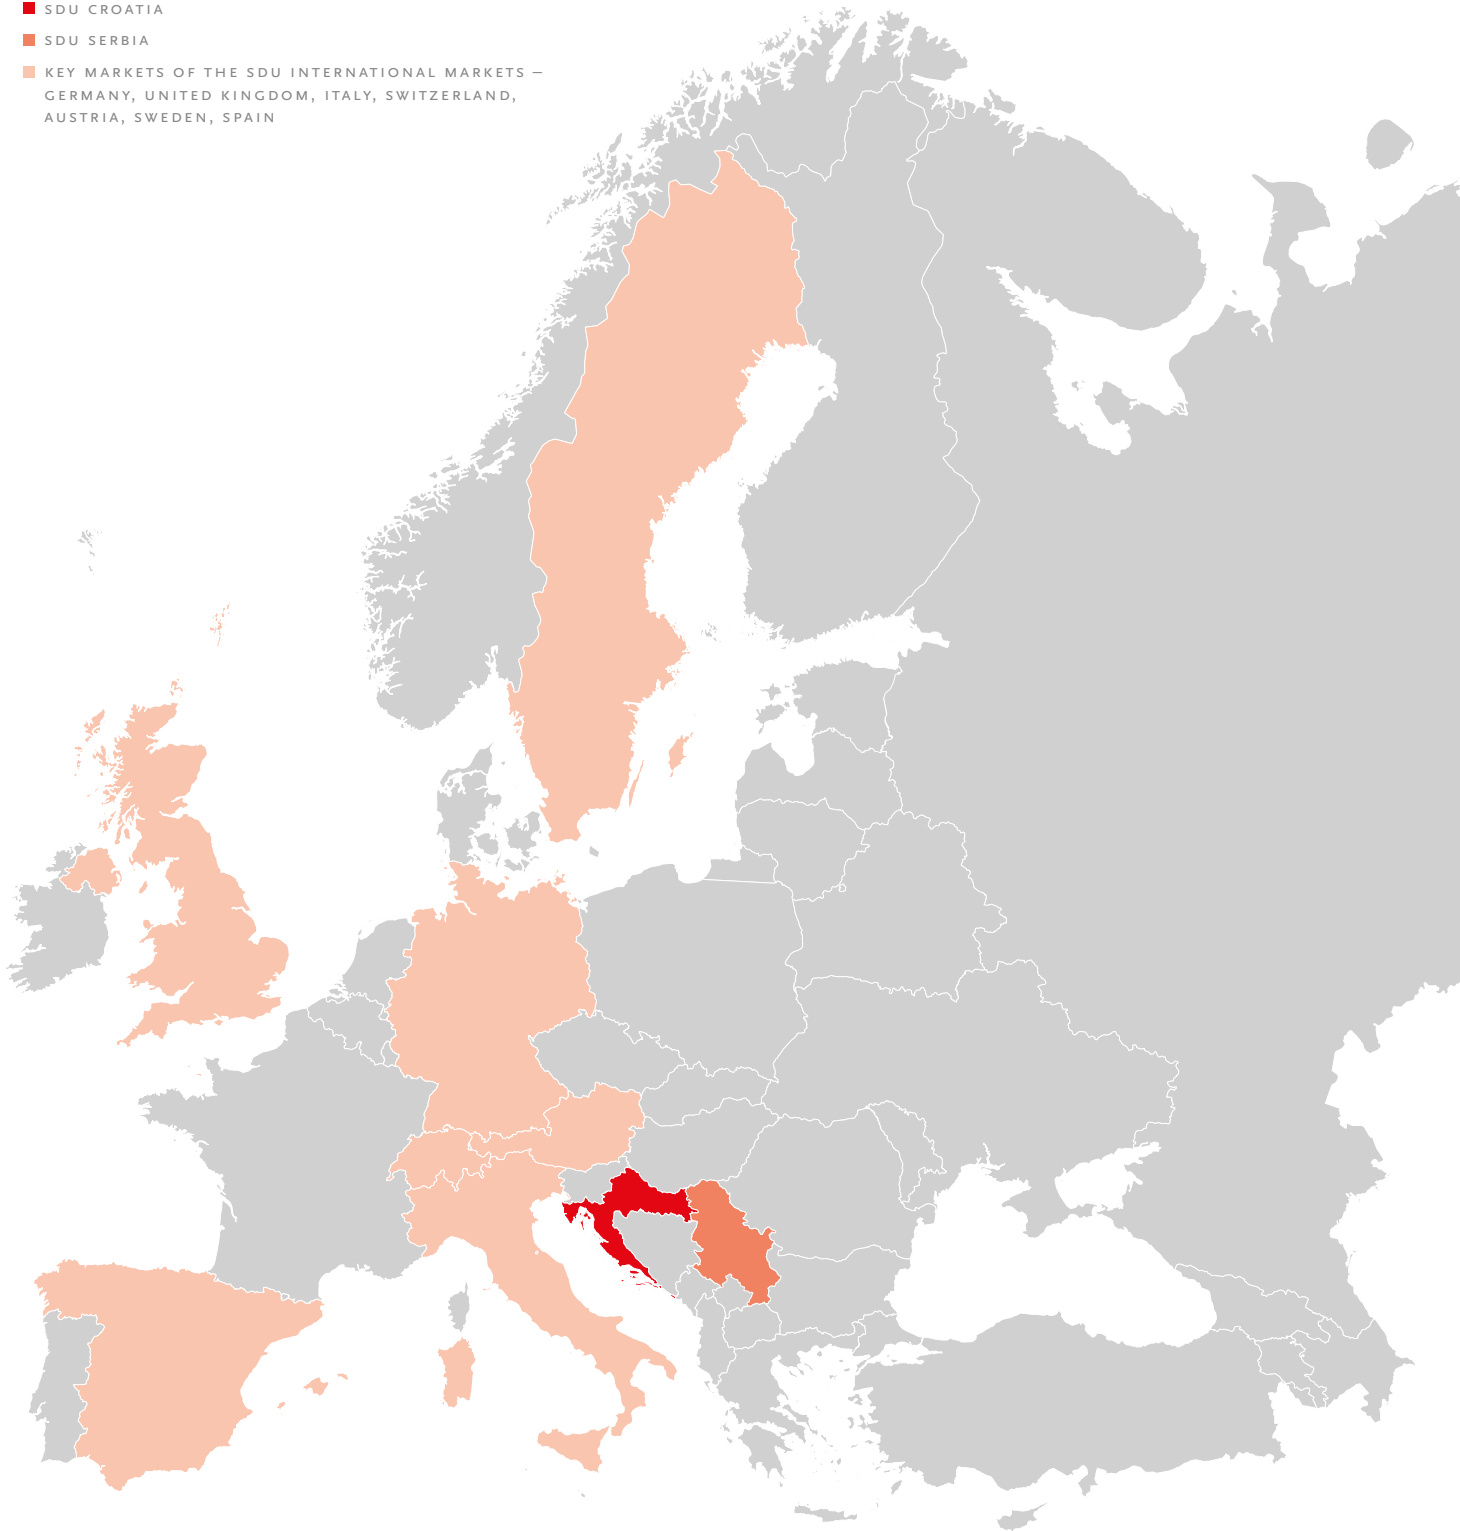 SDU CROATIA
SDU SERBIA
KEY MARKETS OF THE SDU INTERNATIONAL MARKETS –
GERMANY, UNITED KINGDOM, ITALY, SWITZERLAND,
AUSTRIA, SWEDEN, SPAIN